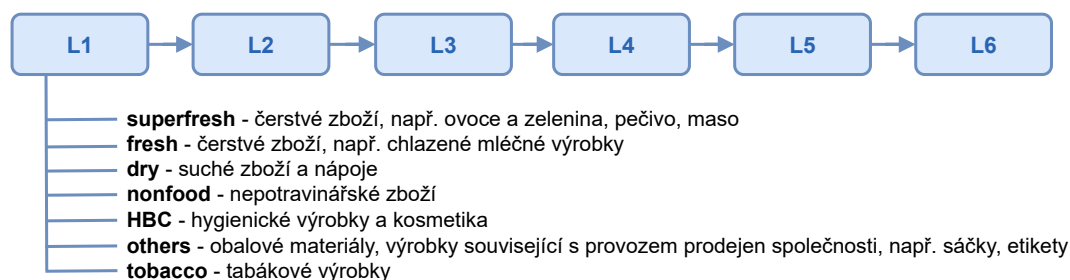 L1 L2 L3 L4 L5 L6
superfresh - čerstvé zboží, např. ovoce a zelenina, pečivo, maso
fresh - čerstvé zboží, např. chlazené mléčné výrobky
dry - suché zboží a nápoje
nonfood - nepotravinářské zboží
HBC - hygienické výrobky a kosmetika
others - obalové materiály, výrobky související s provozem prodejen společnosti, např. sáčky, etikety
tobacco - tabákové výrobky